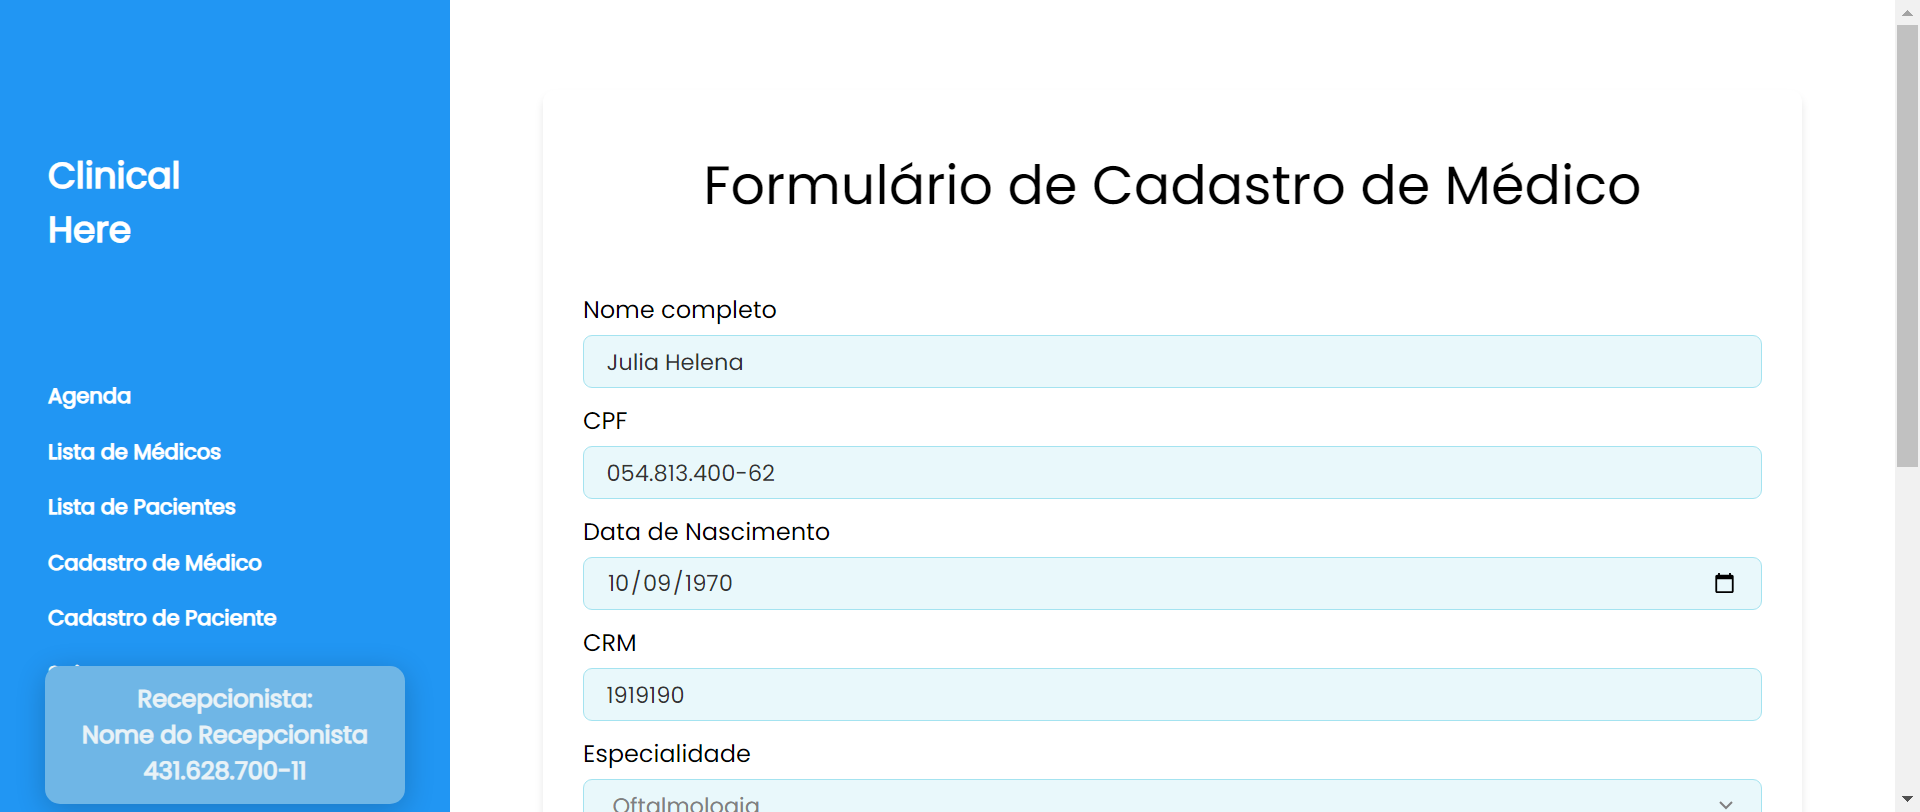 Clinical
Here
Agenda
Lista de Médicos
Lista de Pacientes
Cadastro de Médico
Cadastro de Paciente
Recepcionista:
Nome do Recepcionista
431.628.700-11
Formulário de Cadastro de Médico
Nome completo
Julia Helena
CPF
054.813.400-62
Data de Nascimento
10/09/1970
CRM
1919190
Especialidade
Oftalmologia